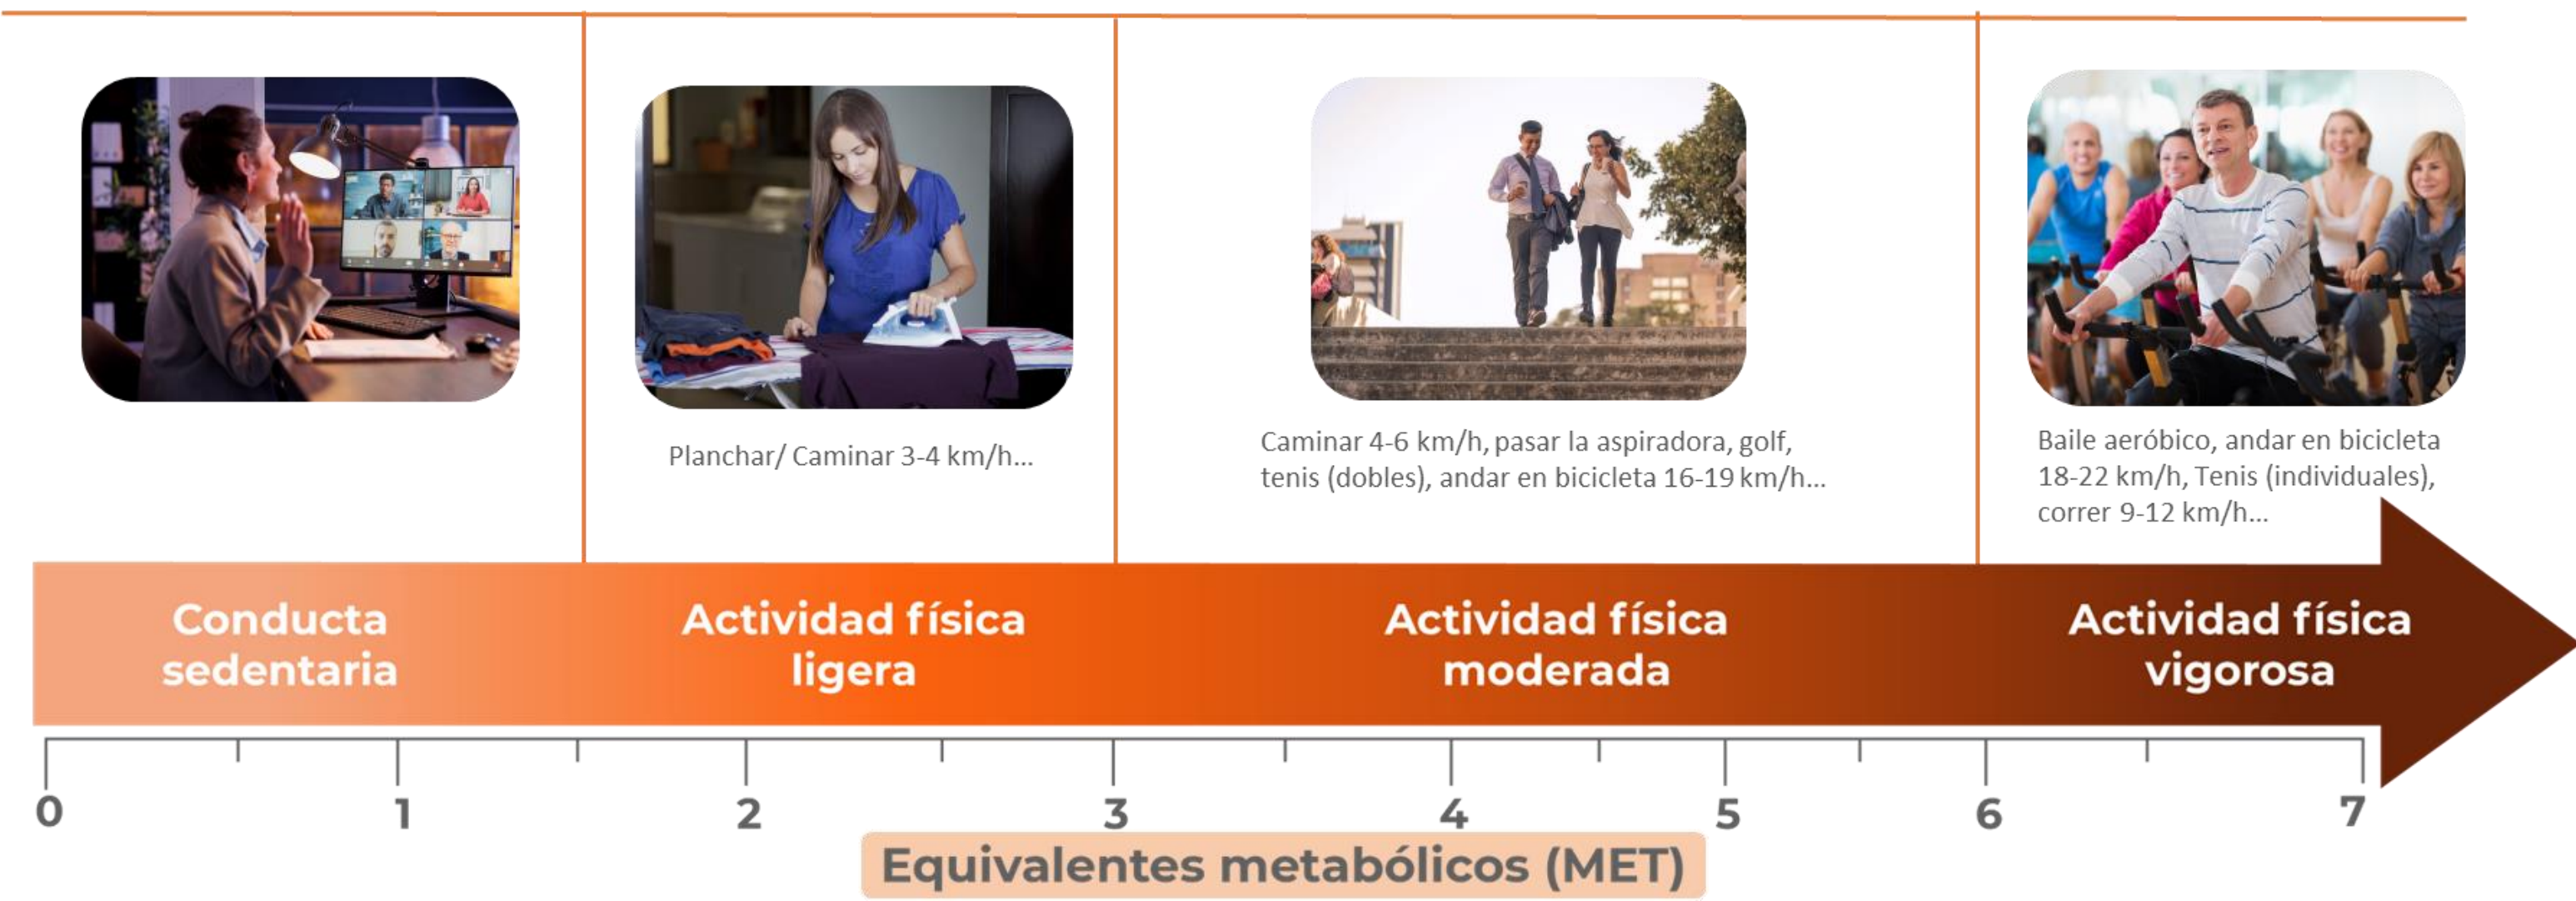 Planchar/ Caminar 3-4 km/h...
Caminar 4-6 km/h, pasar la aspiradora, golf,
tenis (dobles), andar en bicicleta 16-19 km/h...
Baile aeróbico, andar en bicicleta
18-22 km/h, Tenis (individuales),
correr 9-12 km/h...
Conducta
sedentaria
Actividad física
ligera
Actividad física
moderada
Actividad física
vigorosa
0 1 2 3 4 5 6 7
Equivalentes metabólicos (MET)